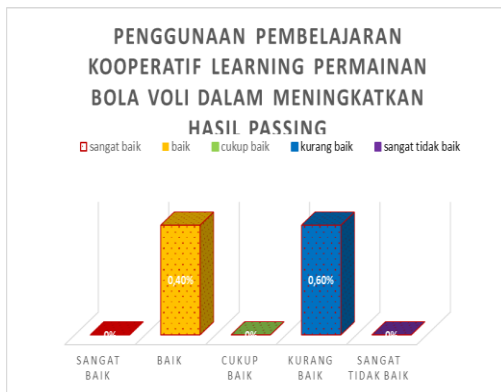 PENGGUNAAN PEMBELAJARAN
KOOPERATIF LEARNING PERMAINAN
BOLA VOLI DALAM MENINGKATKAN
HASIL PASSING
sangat baik baik cukup baik kurang baik sangat tidak baik
0% 0,40% 0% 0,60% 0%
SANGAT BAIK
BAIK
CUKUP BAIK
KURANG BAIK
SANGAT TIDAK BAIK